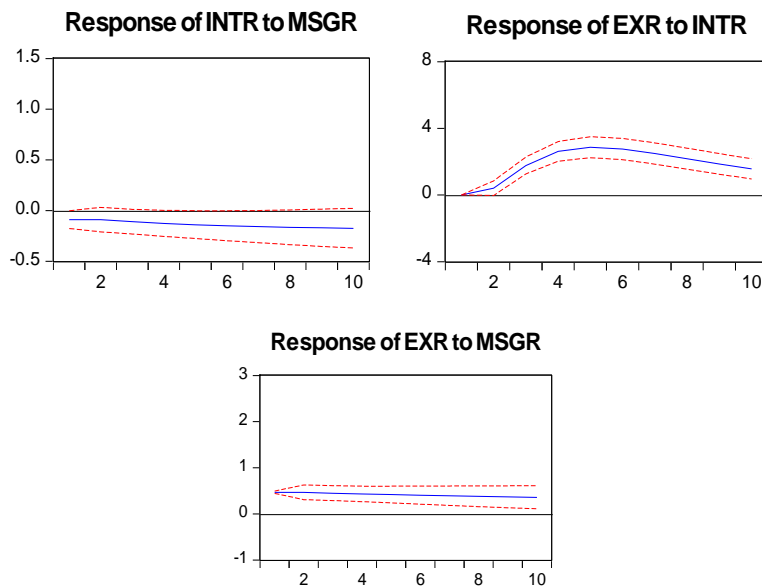 Response of INTR to MSGR
1.5
1.0
0.5
0.0
-0.5
2 4 6 8 10
Response of EXR to INTR
8
4
0
-4
2 4 6 8 10
Response of EXR to MSGR
3
2
1
0
-1
2 4 6 8 10